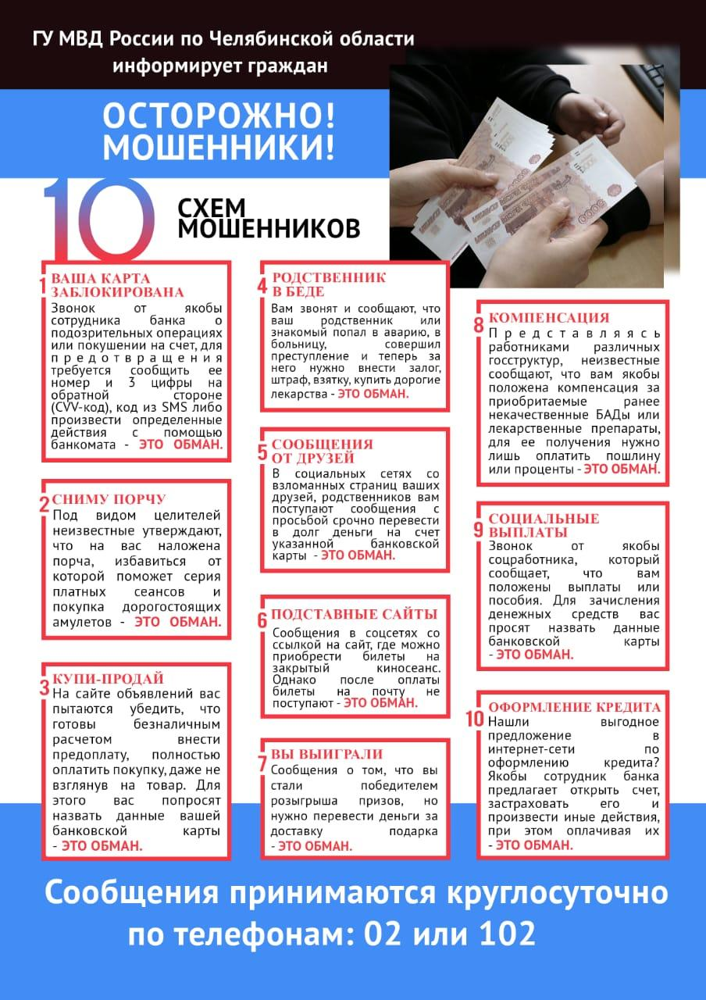 ГУ МВД России по Челябинской области
информирует граждан
ОСТОРОЖНО!
МОШЕННИКИ!
10
СХЕМ
МОШЕННИКОВ
1
ВАША КАРТА
ЗАБЛОКИРОВАНА
Звонок от якобы
сотрудника банка о
подозрительных операциях
или покушении на счет, для
предотвращения
требуется сообщить ее
номер и 3 цифры на
обратной стороне
(CVV-код), код из SMS либо
произвести определенные
действия с помощью
банкомата - ЭТО ОБМАН.
2
СНИМУ ПОРЧУ
Под видом целителей
неизвестные утверждают,
что на вас наложена
порча, избавиться от
которой поможет серия
платных сеансов и
покупка дорогостоящих
амулетов - ЭТО ОБМАН.
3
КУПИ-ПРОДАЙ
На сайте объявлений вас
пытаются убедить, что
готовы безналичным
расчетом внести
предоплату, полностью
оплатить покупку, даже не
взглянув на товар. Для
этого вас попросят
назвать данные вашей
банковской карты
- ЭТО ОБМАН.
4
РОДСТВЕННИК
В БЕДЕ
Вам звонят и сообщают, что
ваш родственник или
знакомый попал в аварию, в
больницу, совершил
преступление и теперь за
него нужно внести залог,
штраф, взятку, купить дорогие
лекарства - ЭТО ОБМАН.
5
СООБЩЕНИЯ
ОТ ДРУЗЕЙ
В социальных сетях со
взломанных страниц ваших
друзей, родственников вам
поступают сообщения с
просьбой срочно перевести
в долг деньги на счет
указанной банковской
карты - ЭТО ОБМАН.
6
ПОДСТАВНЫЕ САЙТЫ
Сообщения в соцсетях со
ссылкой на сайт, где можно
приобрести билеты на
закрытый киносеанс.
Однако после оплаты
билеты на почту не
поступают - ЭТО ОБМАН.
7
ВЫ ВЫИГРАЛИ
Сообщения о том, что вы
стали победителем
розыгрыша призов, но
нужно перевести деньги за
доставку подарка
- ЭТО ОБМАН.
8
КОМПЕНСАЦИЯ
Представляясь
работниками различных
госструктур, неизвестные
сообщают, что вам якобы
положена компенсация за
приобритаемые ранее
некачественные БАДы или
лекарственные препараты,
для ее получения нужно
лишь оплатить пошлину
или проценты - ЭТО ОБМАН.
9
СОЦИАЛЬНЫЕ
ВЫПЛАТЫ
Звонок от якобы
соцработника, который
сообщает, что вам
положены выплаты или
пособия. Для зачисления
денежных средств вас
просят назвать данные
банковской карты
- ЭТО ОБМАН.
10
ОФОРМЛЕНИЕ КРЕДИТА
Нашли выгодное
предложение в
интернет-сети по
оформлению кредита?
Якобы сотрудник банка
предлагает открыть счет,
застраховать его и
произвести иные действия,
при этом оплачивая их
- ЭТО ОБМАН.
Сообщения принимаются круглосуточно
по телефонам: 02 или 102